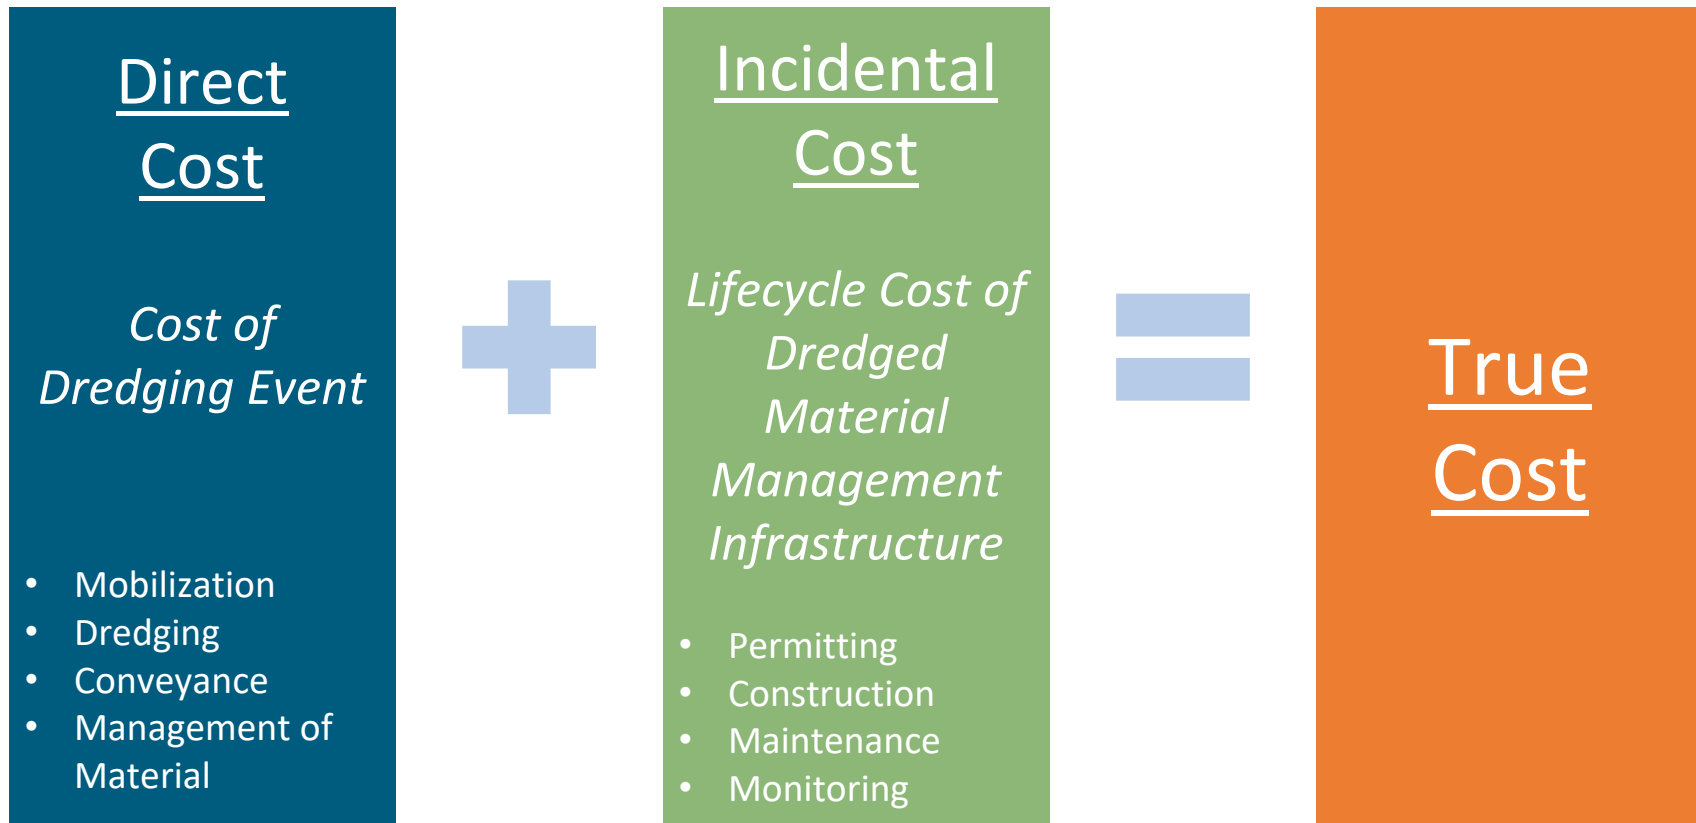 Direct
Cost
Cost of
Dredging Event
• Mobilization
• Dredging
• Conveyance
• Management of
Material
Incidental
Cost
Lifecycle Cost of
Dredged
Material
Management
Infrastructure
• Permitting
• Construction
• Maintenance
• Monitoring
True
Cost